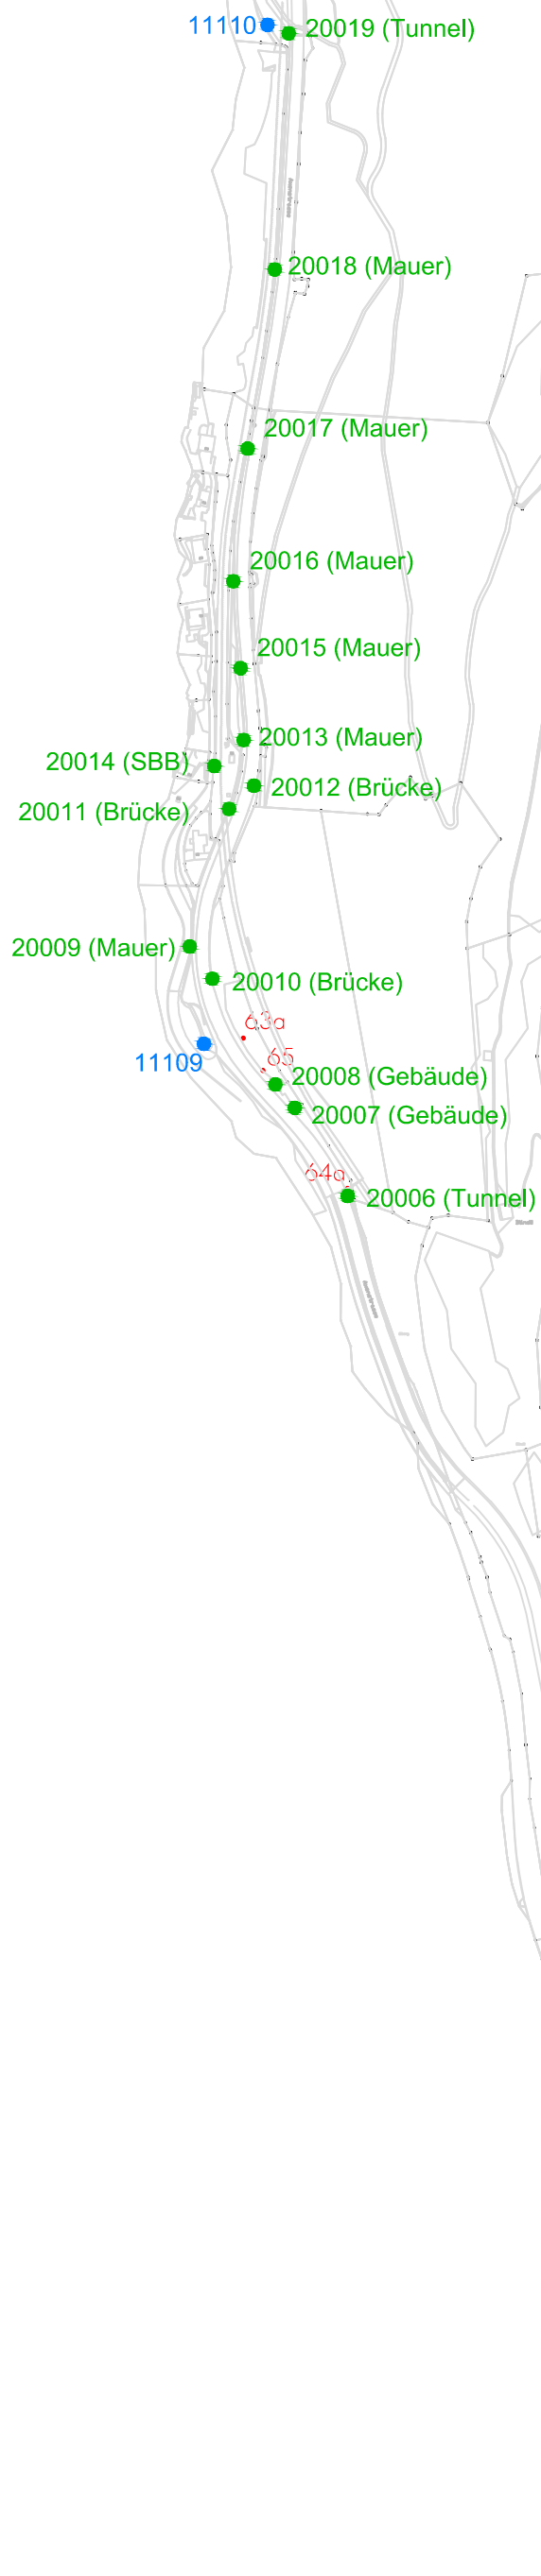 11110
20019 (Tunnel)
20018 (Mauer)
20017 (Mauer)
20016 (Mauer)
20015 (Mauer)
20013 (Mauer)
20014 (SBB)
20012 (Brücke)
20011 (Brücke)
20009 (Mauer)
20010 (Brücke)
63a
65
11109
20008 (Gebäude)
20007 (Gebäude)
64a
20006 (Tunnel)